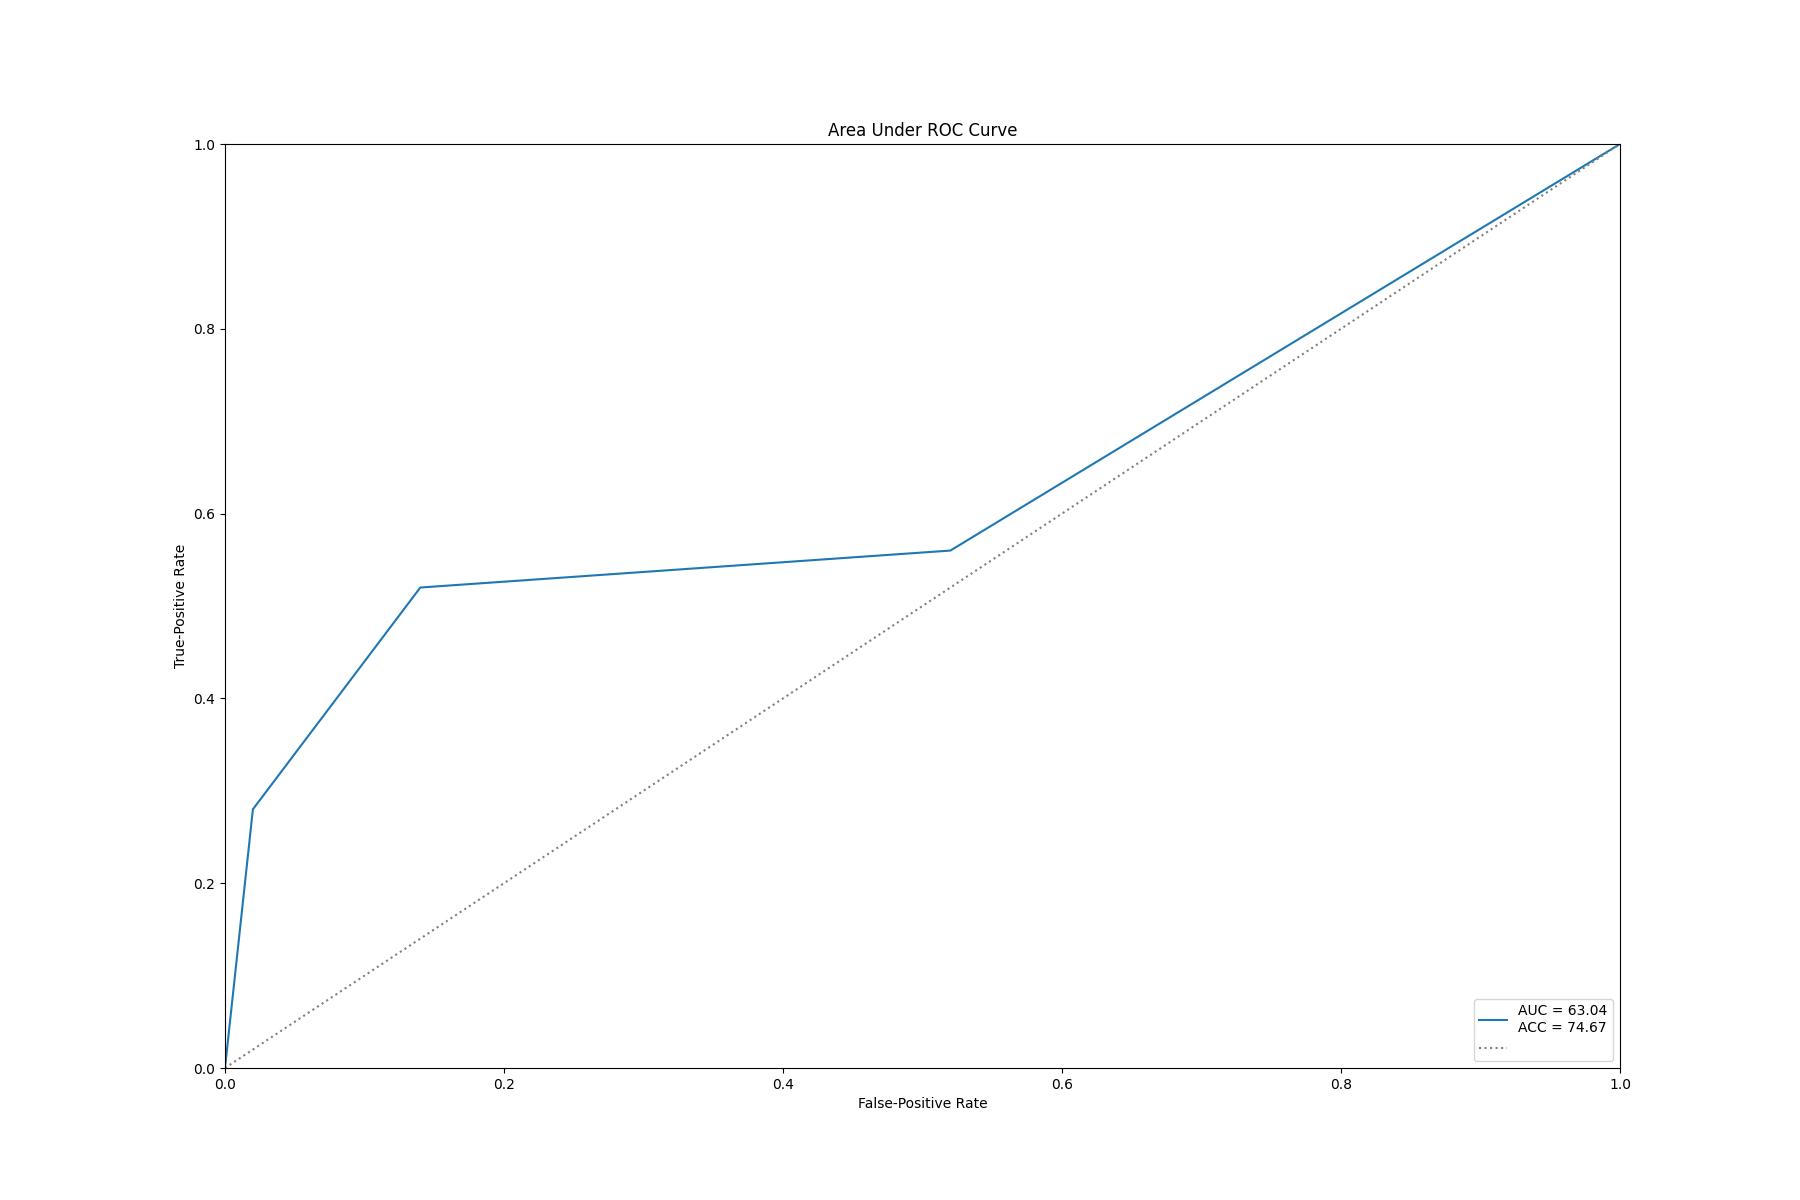 Area Under ROC Curve
1.0
0.8
0.6
0.4
0.2
0.0
True-Positive Rate
0.0 0.2 0.4 0.6 0.8 1.0
False-Positive Rate
AUC = 63.04
ACC = 74.67